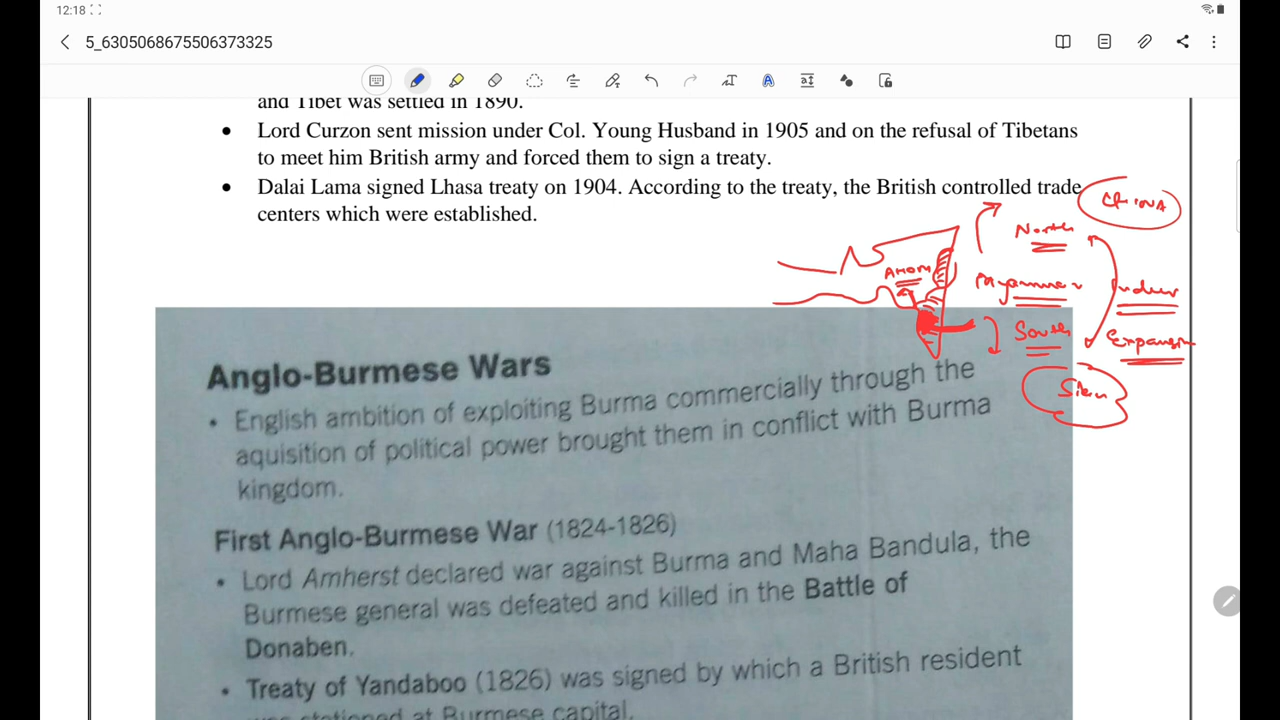 12:18
5_6305068675506373325
and Tibet was settled in 1890.
• Lord Curzon sent mission under Col. Young Husband in 1905 and on the refusal of Tibetans
to meet him British army and forced them to sign a treaty.
• Dalai Lama signed Lhasa treaty on 1904. According to the treaty, the British controlled trade
centers which were established.
CHINA
North
AHOM
Myanmar
South
Expansion
Siam
Anglo-Burmese Wars
• English ambition of exploiting Burma commercially through the
aquisition of political power brought them in conflict with Burma
kingdom.
First Anglo-Burmese War (1824-1826)
• Lord Amherst declared war against Burma and Maha Bandula, the
Burmese general was defeated and killed in the Battle of
Donaben.
• Treaty of Yandaboo (1826) was signed by which a British resident
was stationed at Burmese capital.